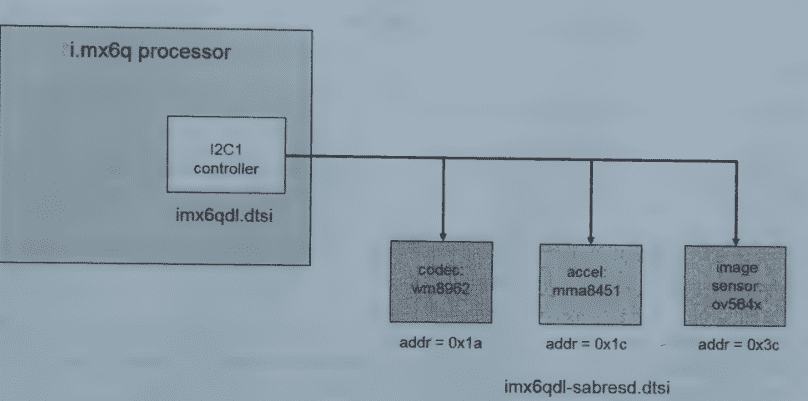 i.mx6q processor
I2C1
controller
imx6qdl.dtsi
codec:
wm8962
accel:
mma8451
image
sensor:
ov564x
addr = 0x1a
addr = 0x1c
addr = 0x3c
imx6qdl-sabresd.dtsi